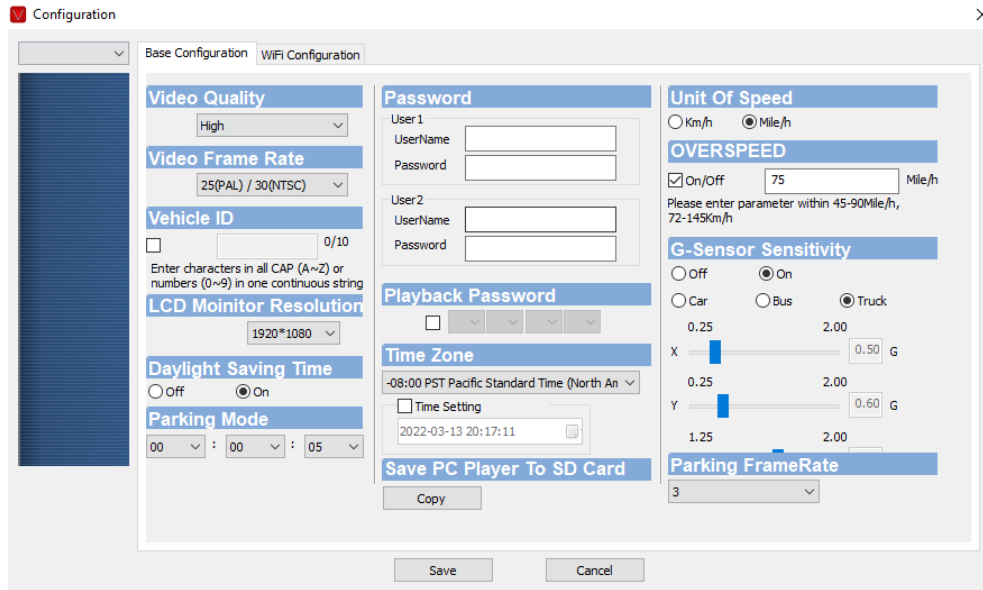 Configuration
Base Configuration
WiFi Configuration
Video Quality
High
Video Frame Rate
25(PAL) / 30(NTSC)
Vehicle ID
0/10
Enter characters in all CAP (A~Z) or
numbers (0~9) in one continuous string
LCD Moinitor Resolution
1920*1080
Daylight Saving Time
Off
On
Parking Mode
00 : 00 : 05
Password
User1
UserName
Password
User2
UserName
Password
Playback Password
Time Zone
-08:00 PST Pacific Standard Time (North An
Time Setting
2022-03-13 20:17:11
Save PC Player To SD Card
Copy
Unit Of Speed
Km/h
Mile/h
OVERSPEED
On/Off
75
Mile/h
Please enter parameter within 45-90Mile/h,
72-145Km/h
G-Sensor Sensitivity
Off
On
Car
Bus
Truck
0.25
2.00
X
0.50
G
0.25
2.00
Y
0.60
G
1.25
2.00
Parking FrameRate
3
Save
Cancel